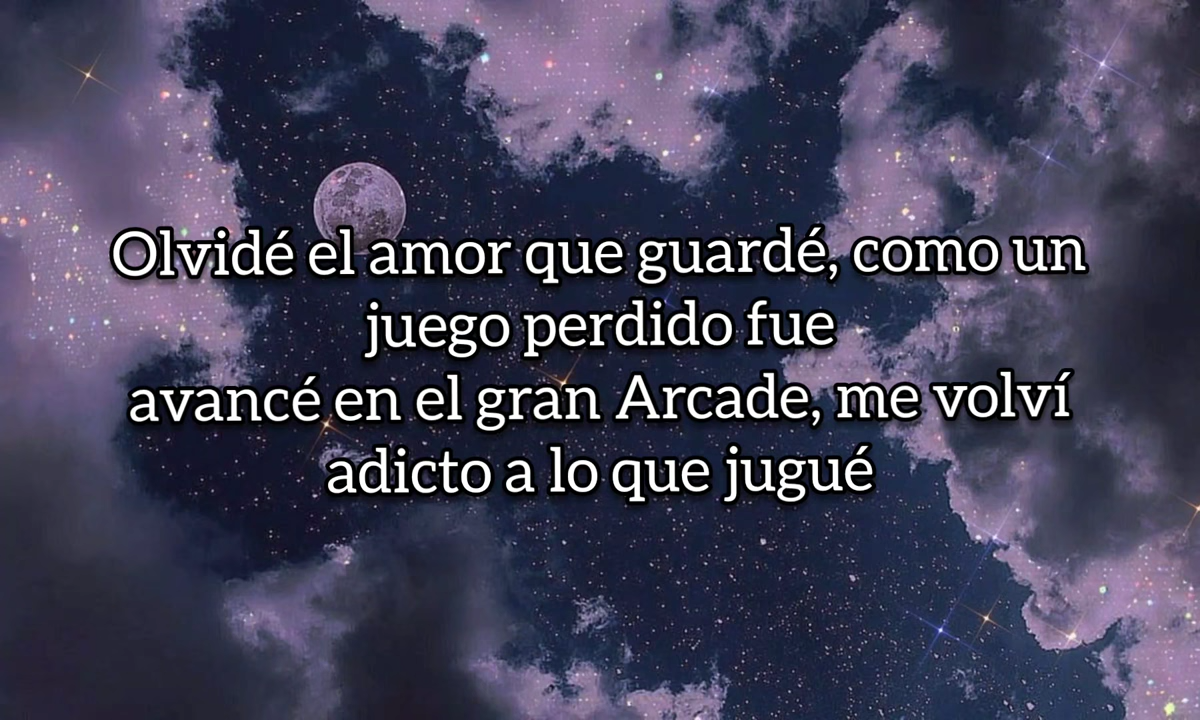 Olvidé el amor que guardé, como un
juego perdido fue
avancé en el gran Arcade, me volví
adicto a lo que jugué